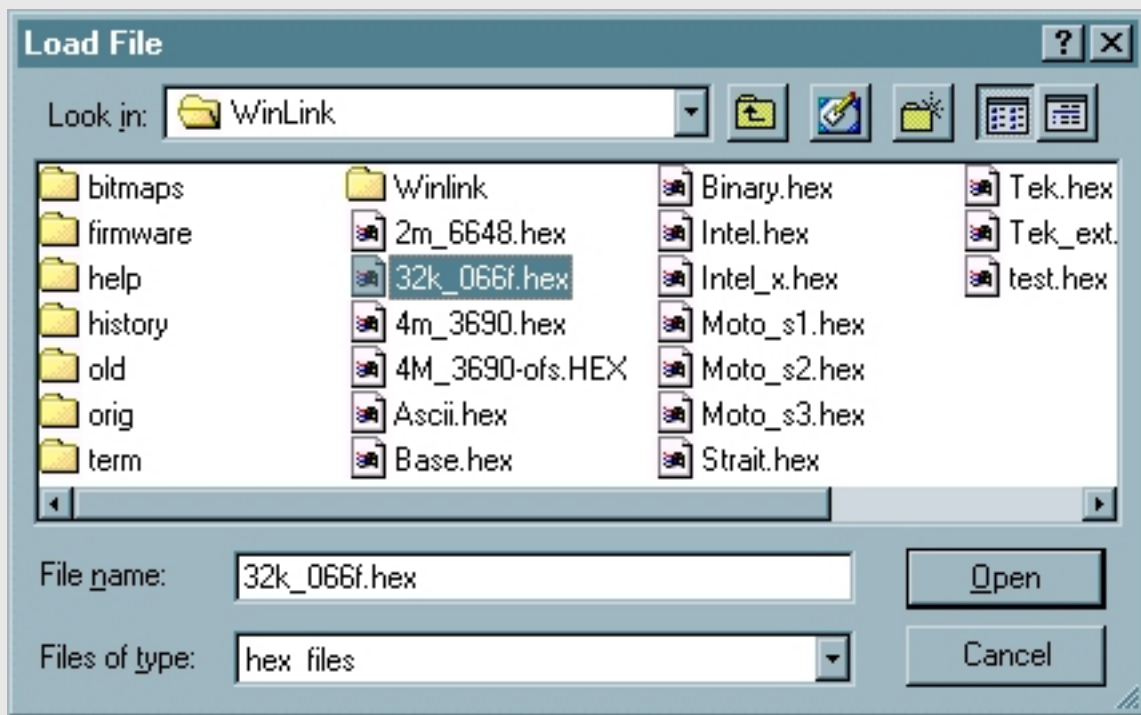 Load File
Look in: WinLink
bitmaps
firmware
help
history
old
orig
term
Winlink
2m_6648.hex
32k_066f.hex
4m_3690.hex
4M_3690-ofs.HEX
Ascii.hex
Base.hex
Binary.hex
Intel.hex
Intel_x.hex
Moto_s1.hex
Moto_s2.hex
Moto_s3.hex
Strait.hex
Tek.hex
Tek_ext.
test.hex
File name: 32k_066f.hex
Open
Files of type: hex files
Cancel